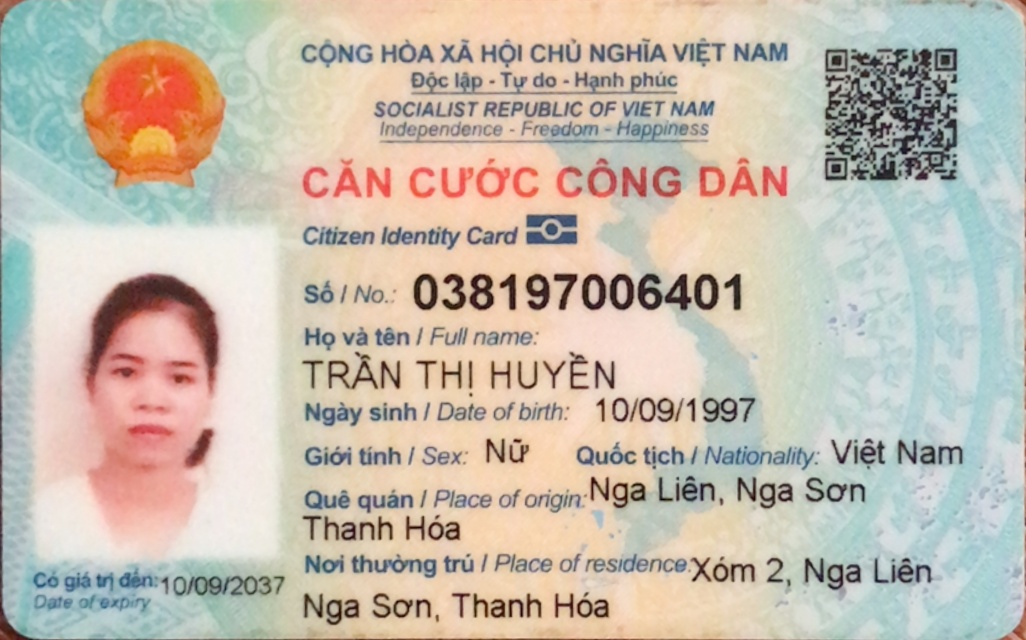 CỘNG HÒA XÃ HỘI CHỦ NGHĨA VIỆT NAM
Độc lập - Tự do - Hạnh phúc
SOCIALIST REPUBLIC OF VIET NAM
Independence - Freedom - Happiness
CĂN CƯỚC CÔNG DÂN
Citizen Identity Card
Số / No.: 038197006401
Họ và tên / Full name:
TRẦN THỊ HUYỀN
Ngày sinh / Date of birth: 10/09/1997
Giới tính / Sex: Nữ Quốc tịch / Nationality: Việt Nam
Quê quán / Place of origin: Nga Liên, Nga Sơn
Thanh Hóa
Nơi thường trú / Place of residence: Xóm 2, Nga Liên
Nga Sơn, Thanh Hóa
Có giá trị đến: 10/09/2037
Date of expiry